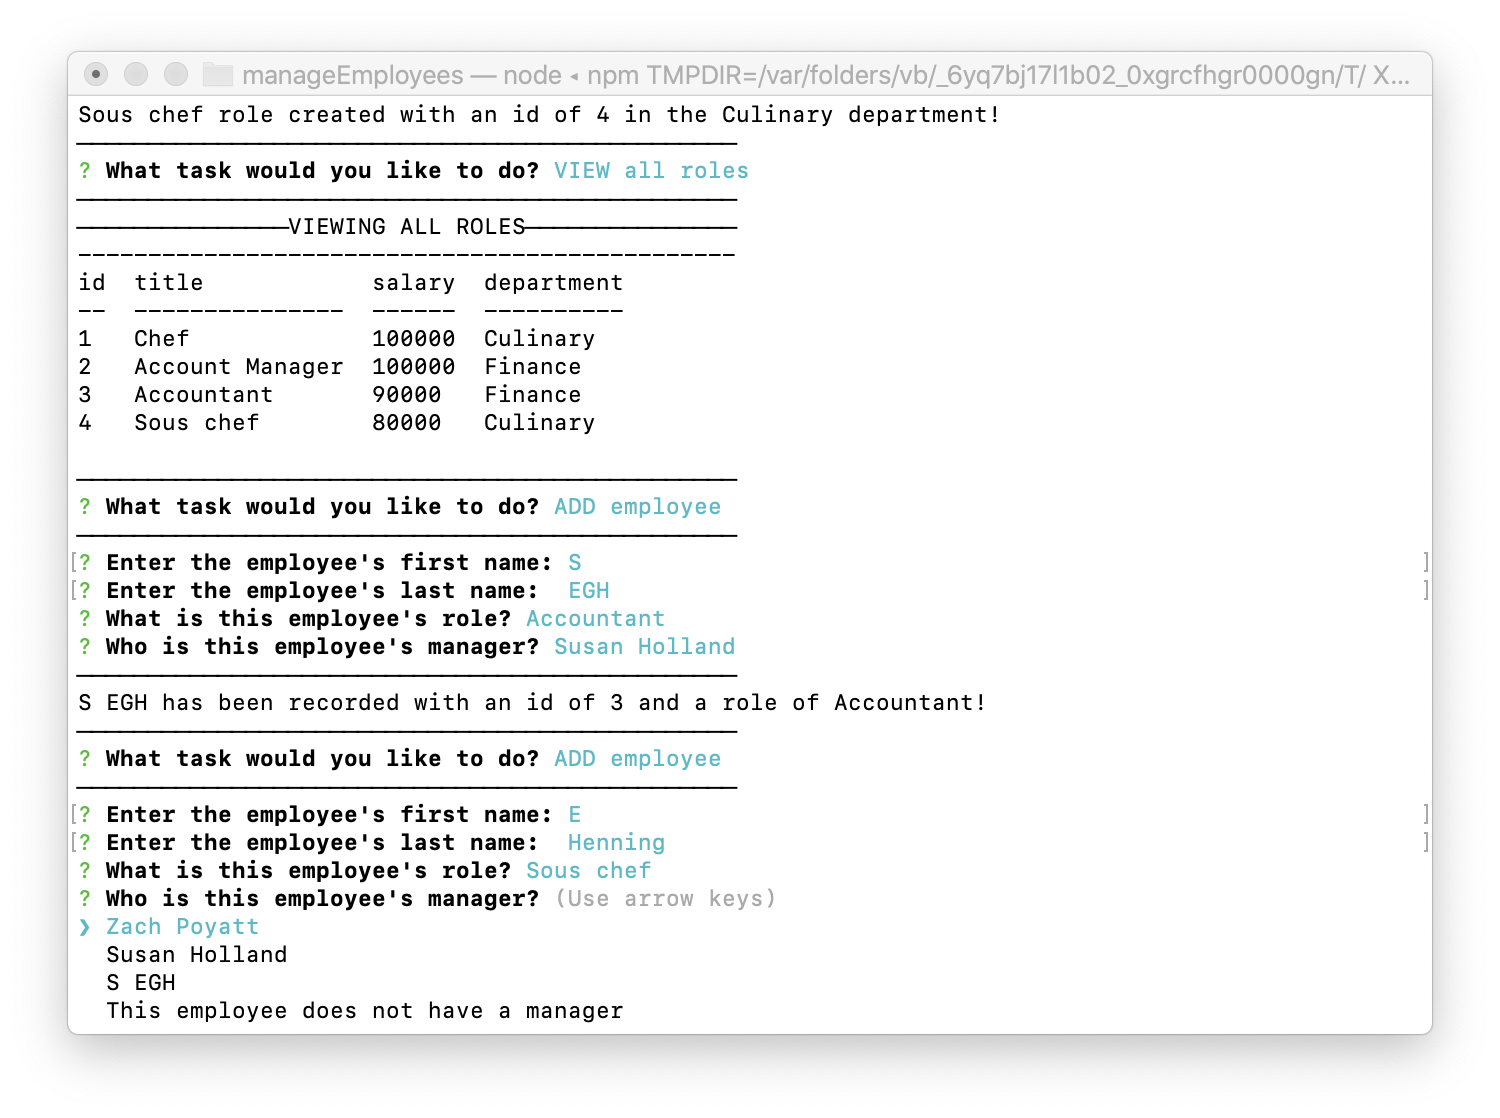 manageEmployees — node ◂ npm TMPDIR=/var/folders/vb/_6yq7bj17l1b02_0xgrcfhgr0000gn/T/ X...
Sous chef role created with an id of 4 in the Culinary department!
? What task would you like to do? VIEW all roles
———————————————VIEWING ALL ROLES———————————————
-----------------------------------------------
id  title            salary  department
--  ---------------  ------  ----------
1   Chef             100000  Culinary
2   Account Manager  100000  Finance
3   Accountant       90000   Finance
4   Sous chef        80000   Culinary
? What task would you like to do? ADD employee
[? Enter the employee's first name: S ]
[? Enter the employee's last name:  EGH ]
? What is this employee's role? Accountant
? Who is this employee's manager? Susan Holland
S EGH has been recorded with an id of 3 and a role of Accountant!
? What task would you like to do? ADD employee
[? Enter the employee's first name: E ]
[? Enter the employee's last name:  Henning ]
? What is this employee's role? Sous chef
? Who is this employee's manager? (Use arrow keys)
❯ Zach Poyatt
  Susan Holland
  S EGH
  This employee does not have a manager